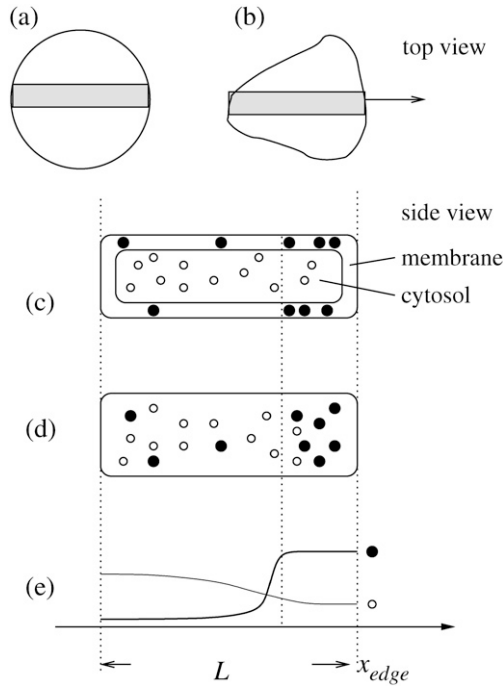 (a)
(b)
top view
side view
membrane
cytosol
(c)
(d)
(e)
L
x_edge